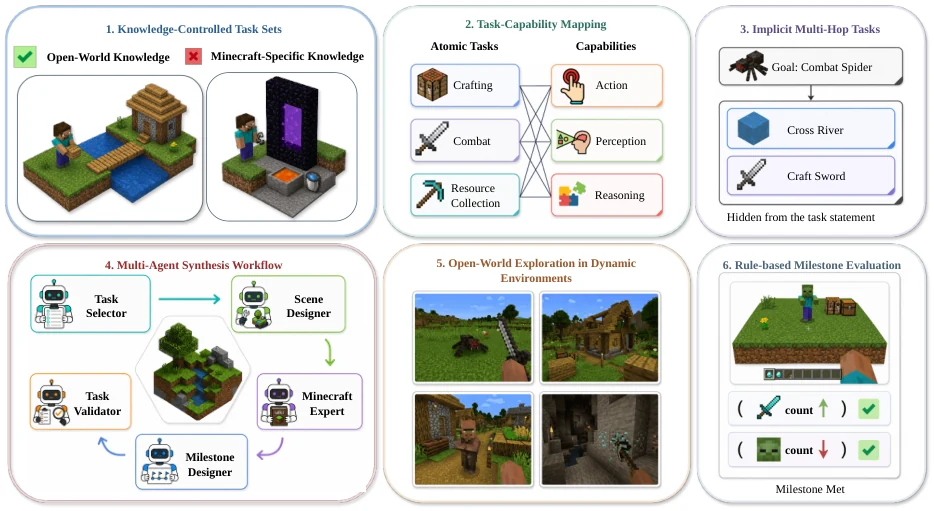 1. Knowledge-Controlled Task Sets
Open-World Knowledge
Minecraft-Specific Knowledge
2. Task-Capability Mapping
Atomic Tasks
Capabilities
Crafting
Action
Combat
Perception
Resource
Collection
Reasoning
3. Implicit Multi-Hop Tasks
Goal: Combat Spider
Cross River
Craft Sword
Hidden from the task statement
4. Multi-Agent Synthesis Workflow
Task
Selector
Scene
Designer
Task
Validator
Minecraft
Expert
Milestone
Designer
5. Open-World Exploration in Dynamic
Environments
6. Rule-based Milestone Evaluation
( count )
( count )
Milestone Met